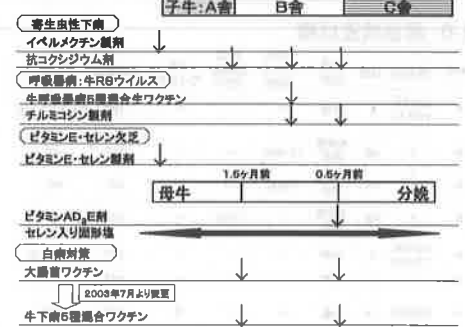 子牛:A舎 B舎 C舎
寄生虫性下痢
イベルメクチン製剤
抗コクシジウム剤
呼吸器病:牛RSウイルス
牛呼吸器病5種混合生ワクチン
チルミコシン製剤
ビタミンE・セレン欠乏
ビタミンE・セレン製剤
1.5ヶ月前 0.5ヶ月前
母牛 分娩
ビタミンAD₃E剤
セレン入り固形塩
白痢対策
大腸菌ワクチン
2003年7月より変更
牛下痢5種混合ワクチン